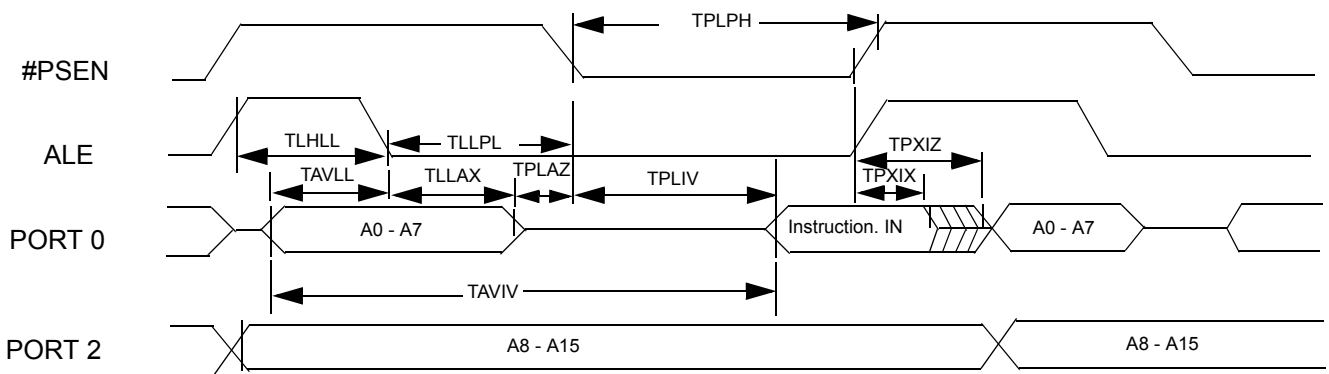 TPLPH
#PSEN
TLHLL
TLLPL
TPXIZ
ALE
TAVLL
TLLAX
TPLAZ
TPLIV
TPXIX
PORT 0
A0 - A7
Instruction. IN
A0 - A7
TAVIV
PORT 2
A8 - A15
A8 - A15